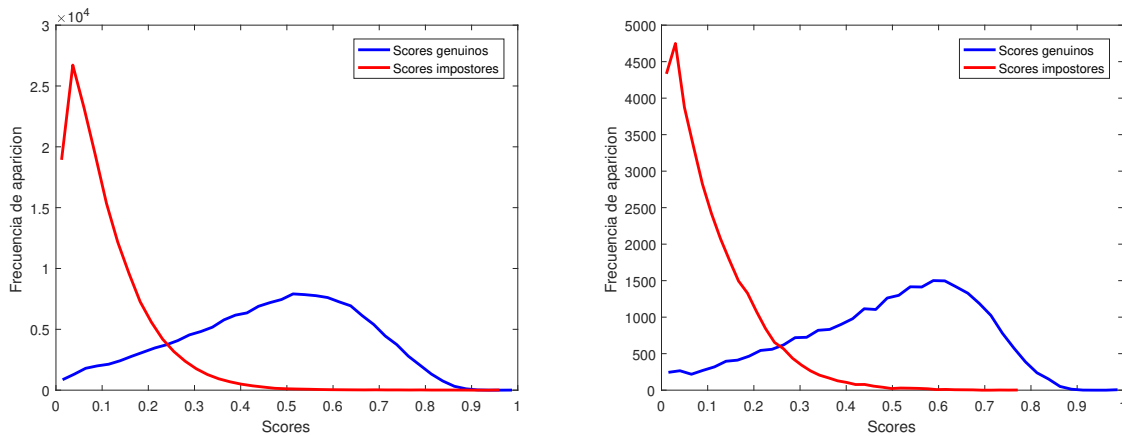 ×10⁴
3
2.5
2
1.5
1
0.5
0
0 0.1 0.2 0.3 0.4 0.5 0.6 0.7 0.8 0.9 1
Frecuencia de aparicion
Scores
Scores genuinos
Scores impostores
5000
4500
4000
3500
3000
2500
2000
1500
1000
500
0
0 0.1 0.2 0.3 0.4 0.5 0.6 0.7 0.8 0.9 1
Frecuencia de aparicion
Scores
Scores genuinos
Scores impostores